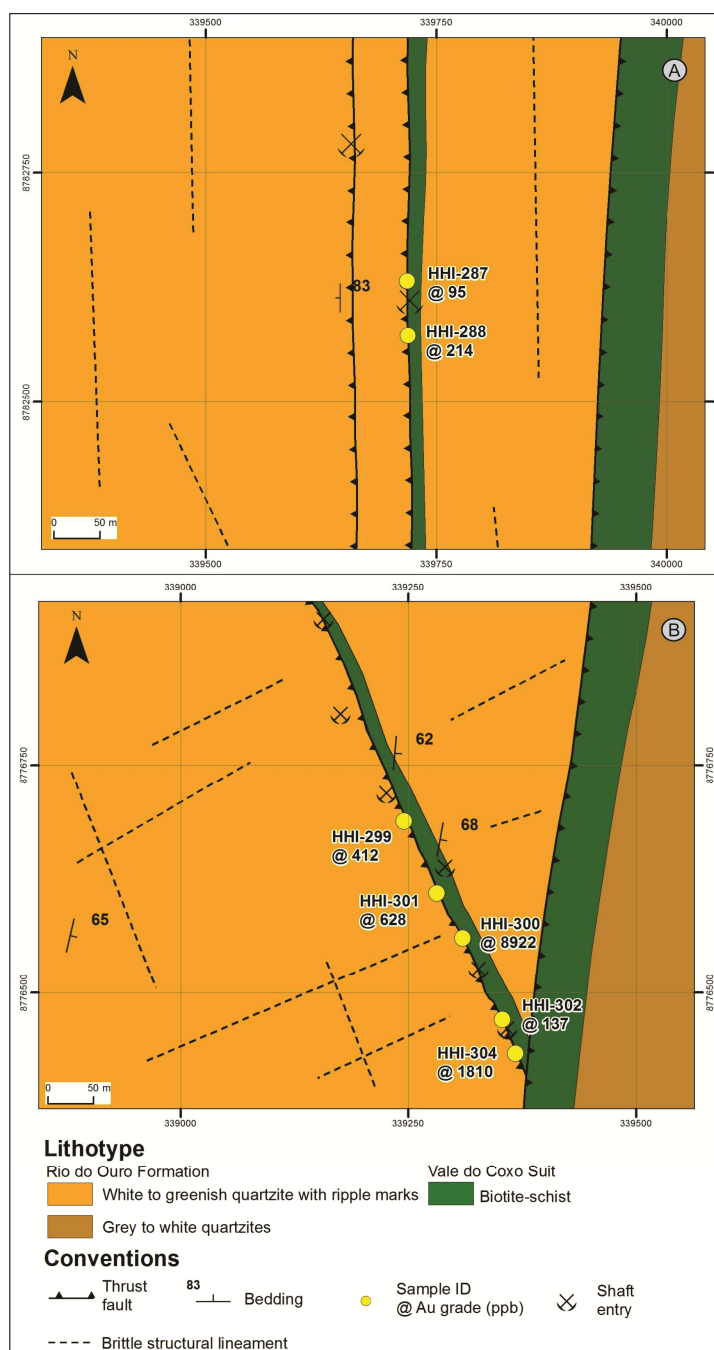 339500
339750
340000
N
A
8782750
8782750
83
HHI-287
@ 95
HHI-288
@ 214
8782500
8782500
0
50 m
339500
339750
340000
339000
339250
339500
N
B
62
8776750
8776750
68
HHI-299
@ 412
HHI-301
@ 628
HHI-300
@ 8922
65
8776500
8776500
HHI-302
@ 137
HHI-304
@ 1810
0
50 m
339000
339250
339500
Lithotype
Rio do Ouro Formation
Vale do Coxo Suit
White to greenish quartzite with ripple marks
Biotite-schist
Grey to white quartzites
Conventions
Thrust
fault
83
Bedding
Sample ID
@ Au grade (ppb)
Shaft
entry
Brittle structural lineament